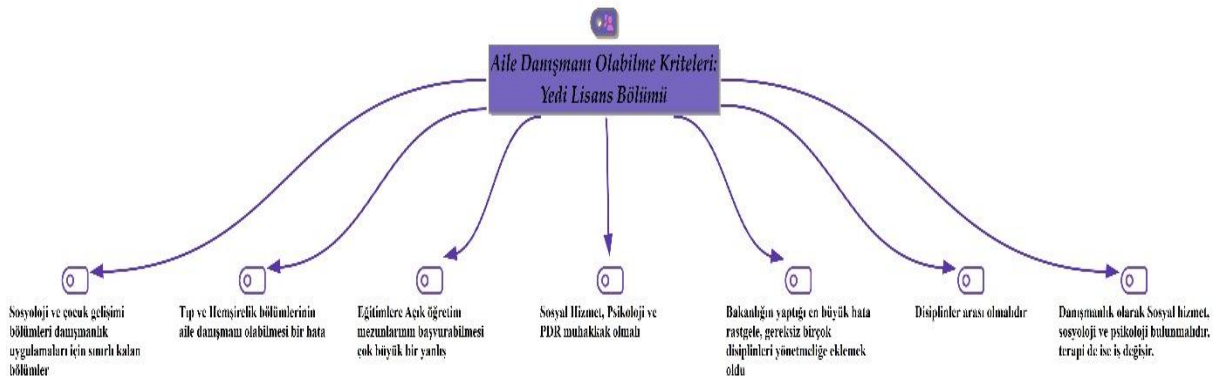 Aile Danışmanı Olabilme Kriteleri:
Yedi Lisans Bölümü
Sosyoloji ve çocuk gelişimi
bölümleri danışmanlık
uygulamaları için sınırlı kalan
bölümler
Tıp ve Hemşirelik bölümlerinin
aile danışmanı olabilmesi bir hata
Eğitimlere Açık öğretim
mezunlarının başvurabilmesi
çok büyük bir yanlış
Sosyal Hizmet, Psikoloji ve
PDR muhakkak olmalı
Bakanlığın yaptığı en büyük hata
rastgele, gereksiz birçok
disiplinleri yönetmeliğe eklemek
oldu
Disiplinler arası olmalıdır
Danışmanlık olarak Sosyal hizmet,
sosyoloji ve psikoloji bulunmalıdır.
terapi de ise iş değişir.